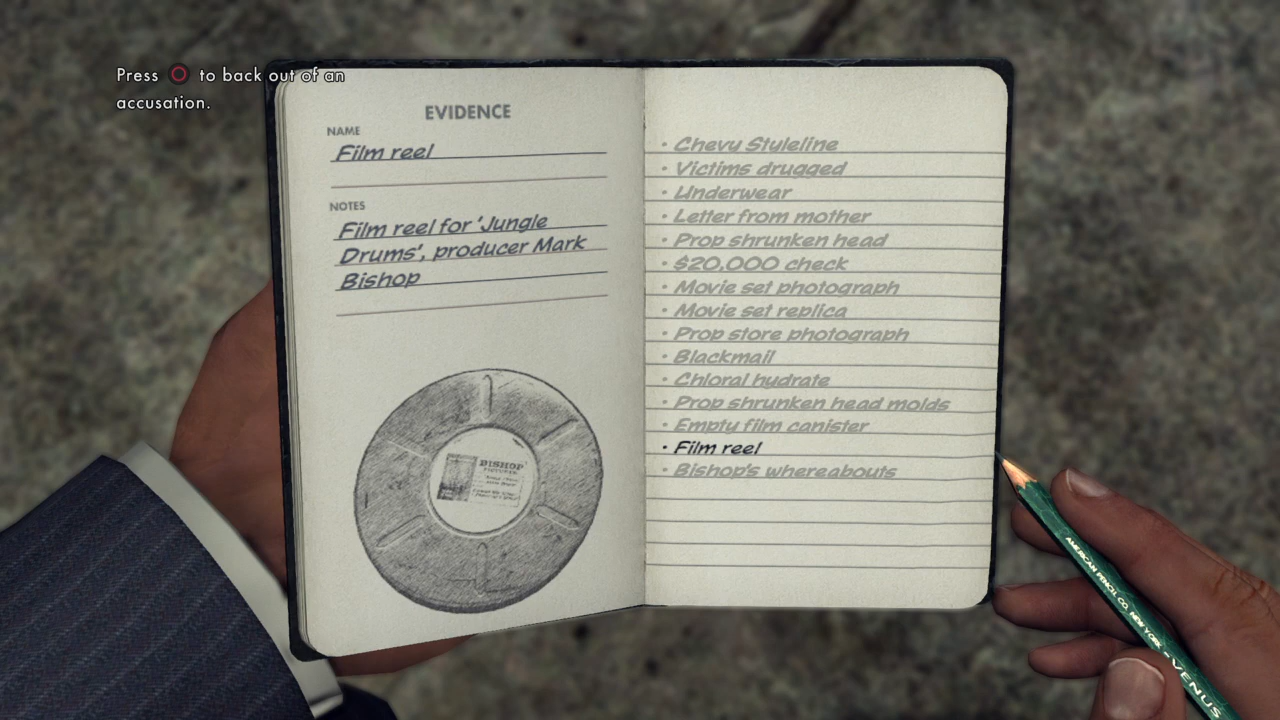 Press O to back out of an
accusation.
EVIDENCE
NAME
Film reel
NOTES
Film reel for 'Jungle
Drums', producer Mark
Bishop
BISHOP
PICTURES
• Chevy Styleline
• Victims drugged
• Underwear
• Letter from mother
• Prop shrunken head
• $20,000 check
• Movie set photograph
• Movie set replica
• Prop store photograph
• Blackmail
• Chloral hydrate
• Prop shrunken head molds
• Empty film canister
• Film reel
• Bishop's whereabouts
AMERICAN PENCIL CO. NEW YORK - VENUS